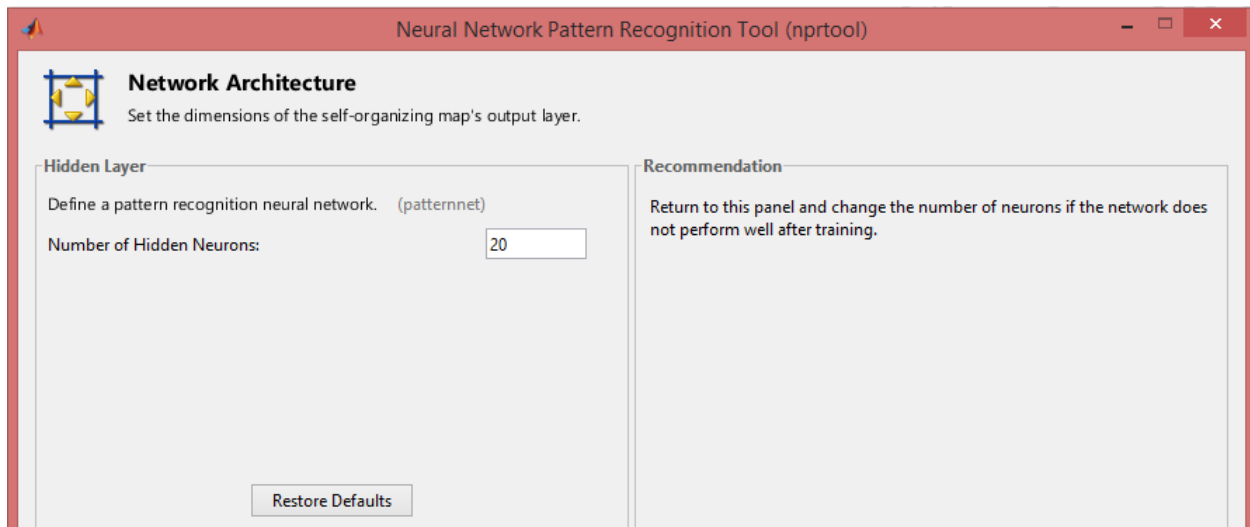 Neural Network Pattern Recognition Tool (nprtool)
Network Architecture
Set the dimensions of the self-organizing map's output layer.
Hidden Layer
Define a pattern recognition neural network. (patternnet)
Number of Hidden Neurons: 20
Restore Defaults
Recommendation
Return to this panel and change the number of neurons if the network does
not perform well after training.